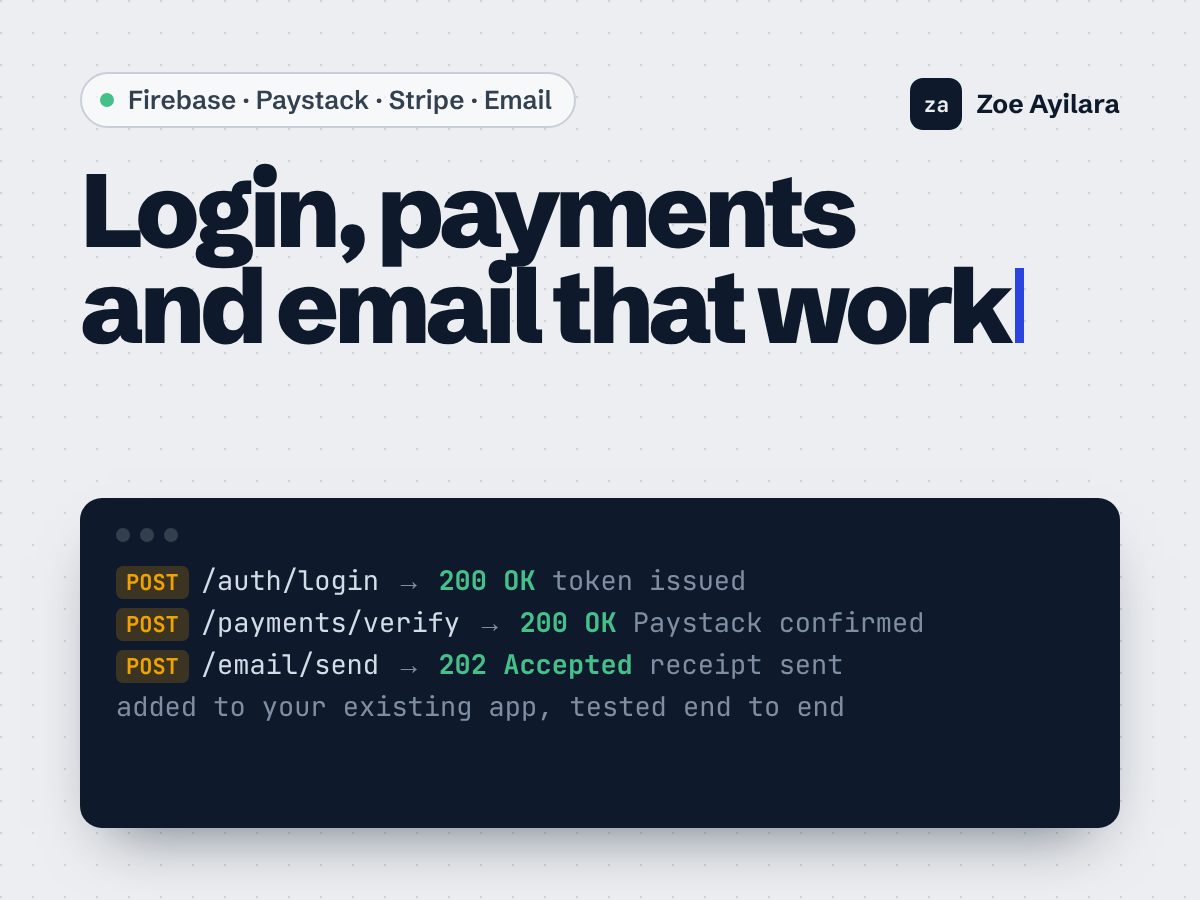 Firebase · Paystack · Stripe · Email
za Zoe Ayilara
Login, payments
and email that work
POST /auth/login → 200 OK token issued
POST /payments/verify → 200 OK Paystack confirmed
POST /email/send → 202 Accepted receipt sent
added to your existing app, tested end to end